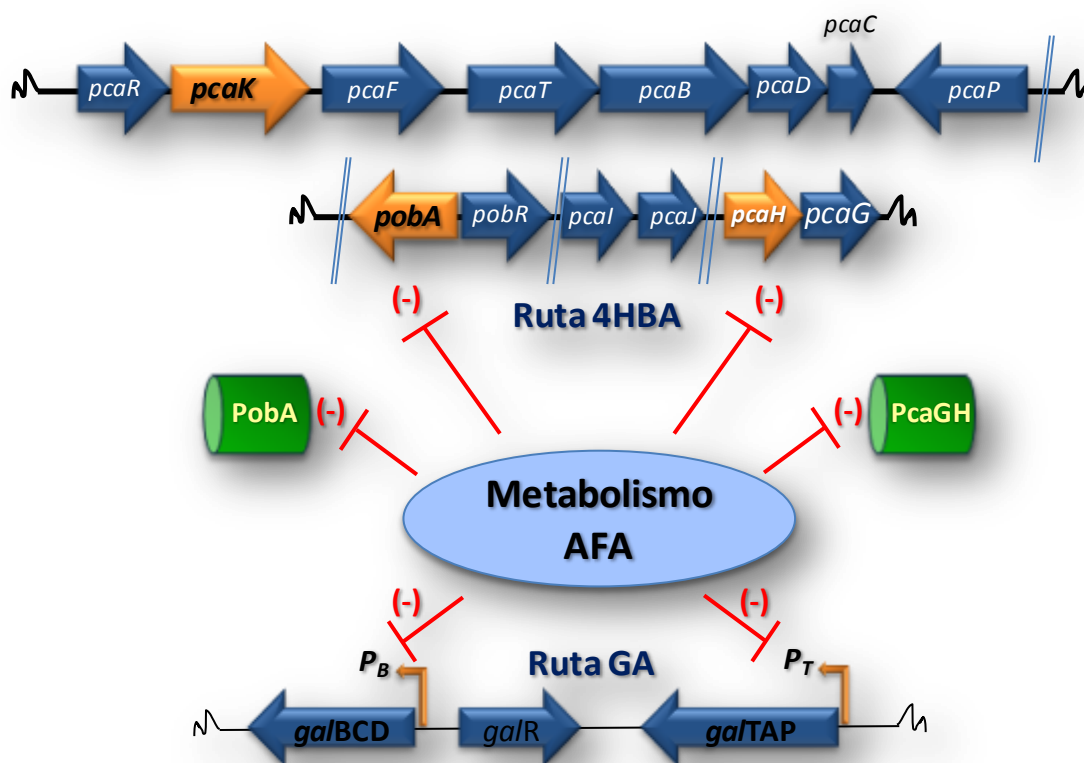 pcaC
pcaR pcaK pcaF pcaT pcaB pcaD pcaP
pobA pobR pcaI pcaJ pcaH pcaG
(-) (-)
Ruta 4HBA
PobA (-) (-) PcaGH
Metabolismo
AFA
(-) (-)
PB Ruta GA PT
galBCD galR galTAP